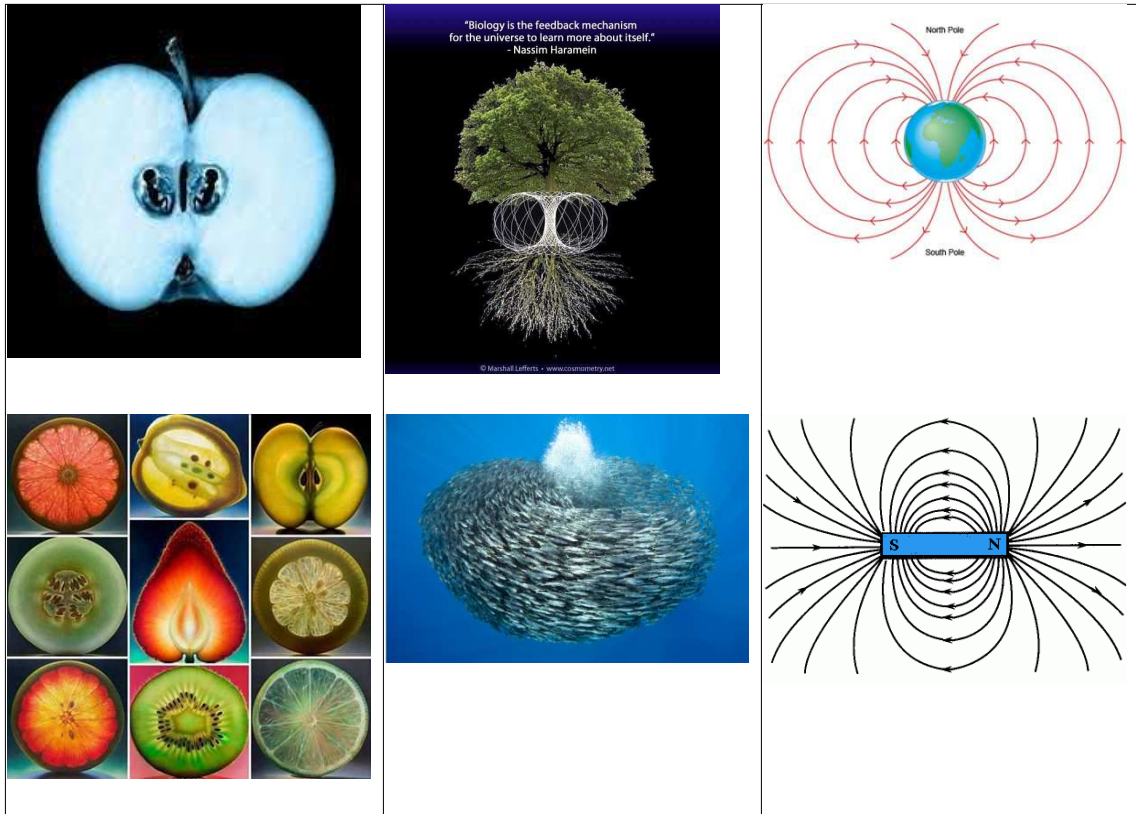 "Biology is the feedback mechanism
for the universe to learn more about itself."
- Nassim Haramein
© Marshall Lefferts • www.cosmometry.net
North Pole
South Pole
S N